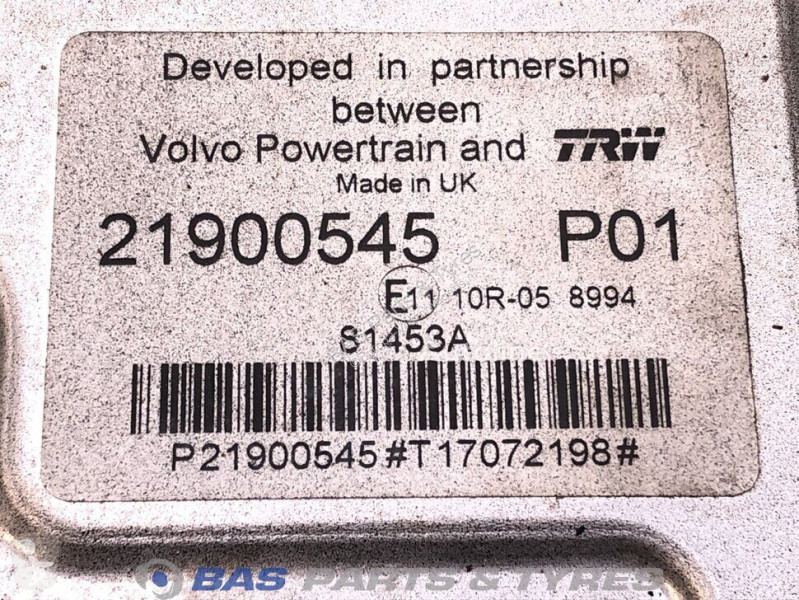 Developed in partnership
between
Volvo Powertrain and TRW
Made in UK
21900545 P01
E11 10R-05 8994
81453A
P21900545#T17072198#
BAS PARTS & TYRES